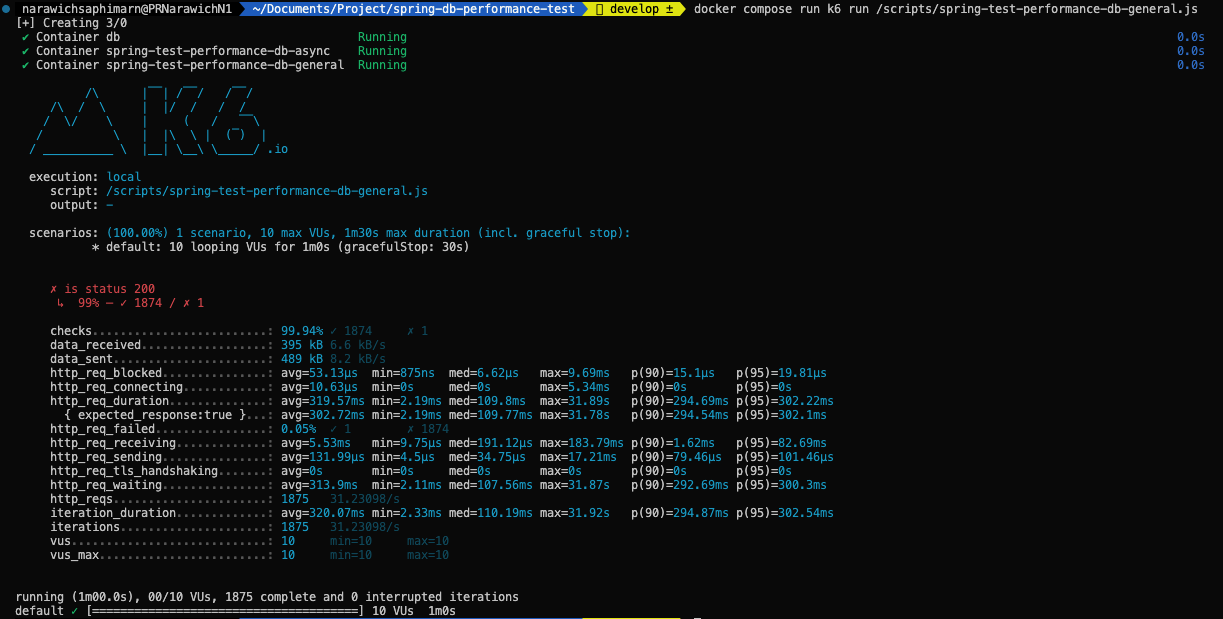 narawichsaphimarn@PRNarawichN1 ~/Documents/Project/spring-db-performance-test develop ± docker compose run k6 run /scripts/spring-test-performance-db-general.js
[+] Creating 3/0
✔ Container db Running 0.0s
✔ Container spring-test-performance-db-async Running 0.0s
✔ Container spring-test-performance-db-general Running 0.0s
K6 .io
execution: local
script: /scripts/spring-test-performance-db-general.js
output: -
scenarios: (100.00%) 1 scenario, 10 max VUs, 1m30s max duration (incl. graceful stop):
* default: 10 looping VUs for 1m0s (gracefulStop: 30s)
✗ is status 200
↳ 99% — ✓ 1874 / ✗ 1
checks.........................: 99.94% ✓ 1874 ✗ 1
data_received..................: 395 kB 6.6 kB/s
data_sent......................: 489 kB 8.2 kB/s
http_req_blocked...............: avg=53.13µs min=875ns med=6.62µs max=9.69ms p(90)=15.1µs p(95)=19.81µs
http_req_connecting............: avg=10.63µs min=0s med=0s max=5.34ms p(90)=0s p(95)=0s
http_req_duration..............: avg=319.57ms min=2.19ms med=109.8ms max=31.89s p(90)=294.69ms p(95)=302.22ms
{ expected_response:true }...: avg=302.72ms min=2.19ms med=109.77ms max=31.78s p(90)=294.54ms p(95)=302.1ms
http_req_failed................: 0.05% ✓ 1 ✗ 1874
http_req_receiving.............: avg=5.53ms min=9.75µs med=191.12µs max=183.79ms p(90)=1.62ms p(95)=82.69ms
http_req_sending...............: avg=131.99µs min=4.5µs med=34.75µs max=17.21ms p(90)=79.46µs p(95)=101.46µs
http_req_tls_handshaking.......: avg=0s min=0s med=0s max=0s p(90)=0s p(95)=0s
http_req_waiting...............: avg=313.9ms min=2.11ms med=107.56ms max=31.87s p(90)=292.69ms p(95)=300.3ms
http_reqs......................: 1875 31.23098/s
iteration_duration.............: avg=320.07ms min=2.33ms med=110.19ms max=31.92s p(90)=294.87ms p(95)=302.54ms
iterations.....................: 1875 31.23098/s
vus............................: 10 min=10 max=10
vus_max........................: 10 min=10 max=10
running (1m00.0s), 00/10 VUs, 1875 complete and 0 interrupted iterations
default ✓ [======================================] 10 VUs 1m0s